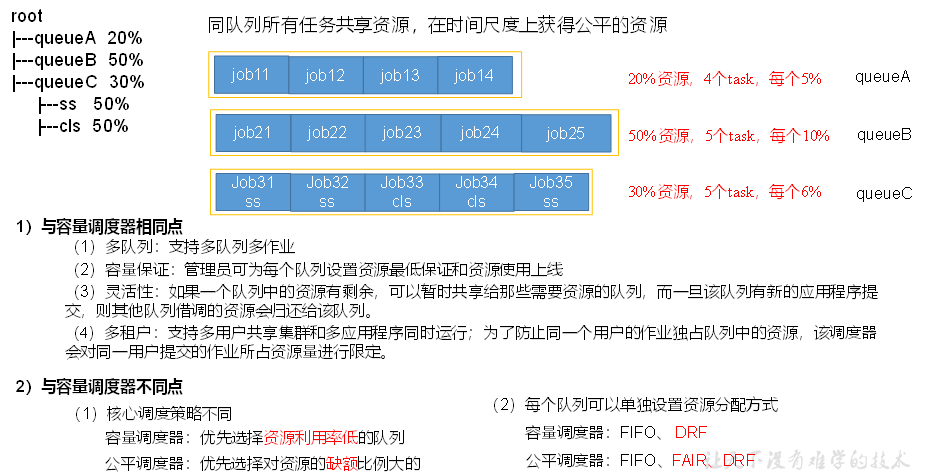 root
|---queueA 20%
|---queueB 50%
|---queueC 30%
|---ss 50%
|---cls 50%
同队列所有任务共享资源，在时间尺度上获得公平的资源
job11 job12 job13 job14
20%资源，4个task，每个5%
queueA
job21 job22 job23 job24 job25
50%资源，5个task，每个10%
queueB
Job31 Job32 Job33 Job34 Job35
ss ss cls cls ss
30%资源，5个task，每个6%
queueC
1）与容量调度器相同点
（1）多队列：支持多队列多作业
（2）容量保证：管理员可为每个队列设置资源最低保证和资源使用上线
（3）灵活性：如果一个队列中的资源有剩余，可以暂时共享给那些需要资源的队列，而一旦该队列有新的应用程序提
交，则其他队列借调的资源会归还给该队列。
（4）多租户：支持多用户共享集群和多应用程序同时运行；为了防止同一个用户的作业独占队列中的资源，该调度器
会对同一用户提交的作业所占资源量进行限定。
2）与容量调度器不同点
（1）核心调度策略不同
容量调度器：优先选择资源利用率低的队列
公平调度器：优先选择对资源的缺额比例大的
（2）每个队列可以单独设置资源分配方式
容量调度器：FIFO、 DRF
公平调度器：FIFO、FAIR、DRF
让天下没有难学的技术